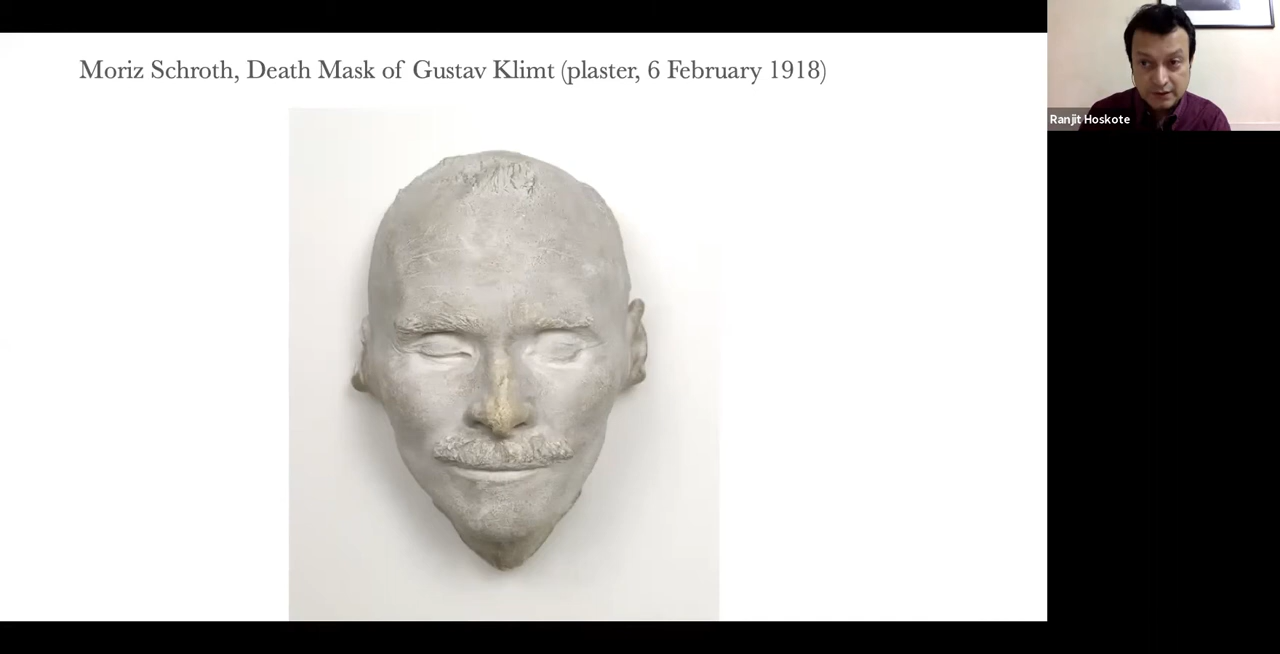 Moriz Schroth, Death Mask of Gustav Klimt (plaster, 6 February 1918)
Ranjit Hoskote